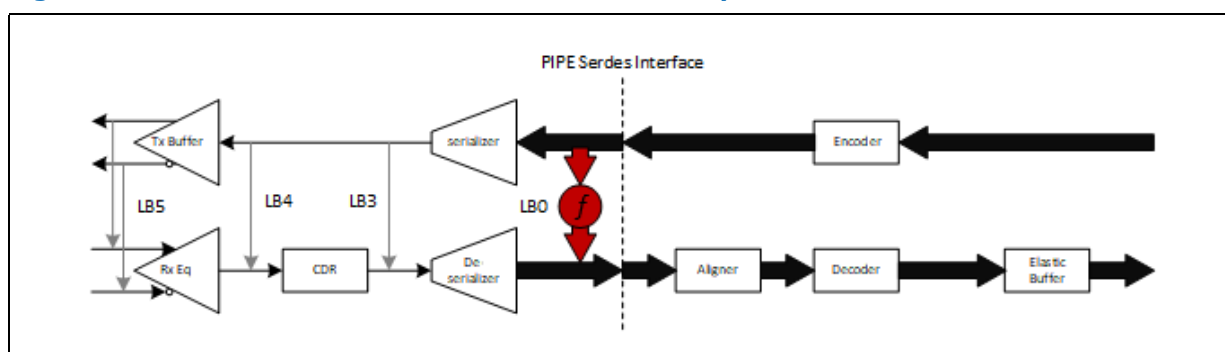 PIPE Serdes Interface
Tx Buffer
serializer
Encoder
LB5
LB4
LB3
LB0
f
Rx Eq
CDR
De-
serializer
Aligner
Decoder
Elastic
Buffer